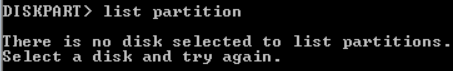 DISKPART> list partition
There is no disk selected to list partitions.
Select a disk and try again.